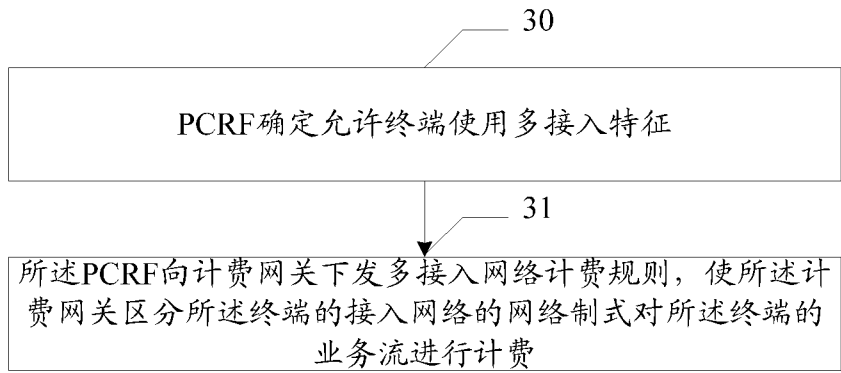 30
PCRF确定允许终端使用多接入特征
31
所述PCRF向计费网关下发多接入网络计费规则，使所述计
费网关区分所述终端的接入网络的网络制式对所述终端的
业务流进行计费